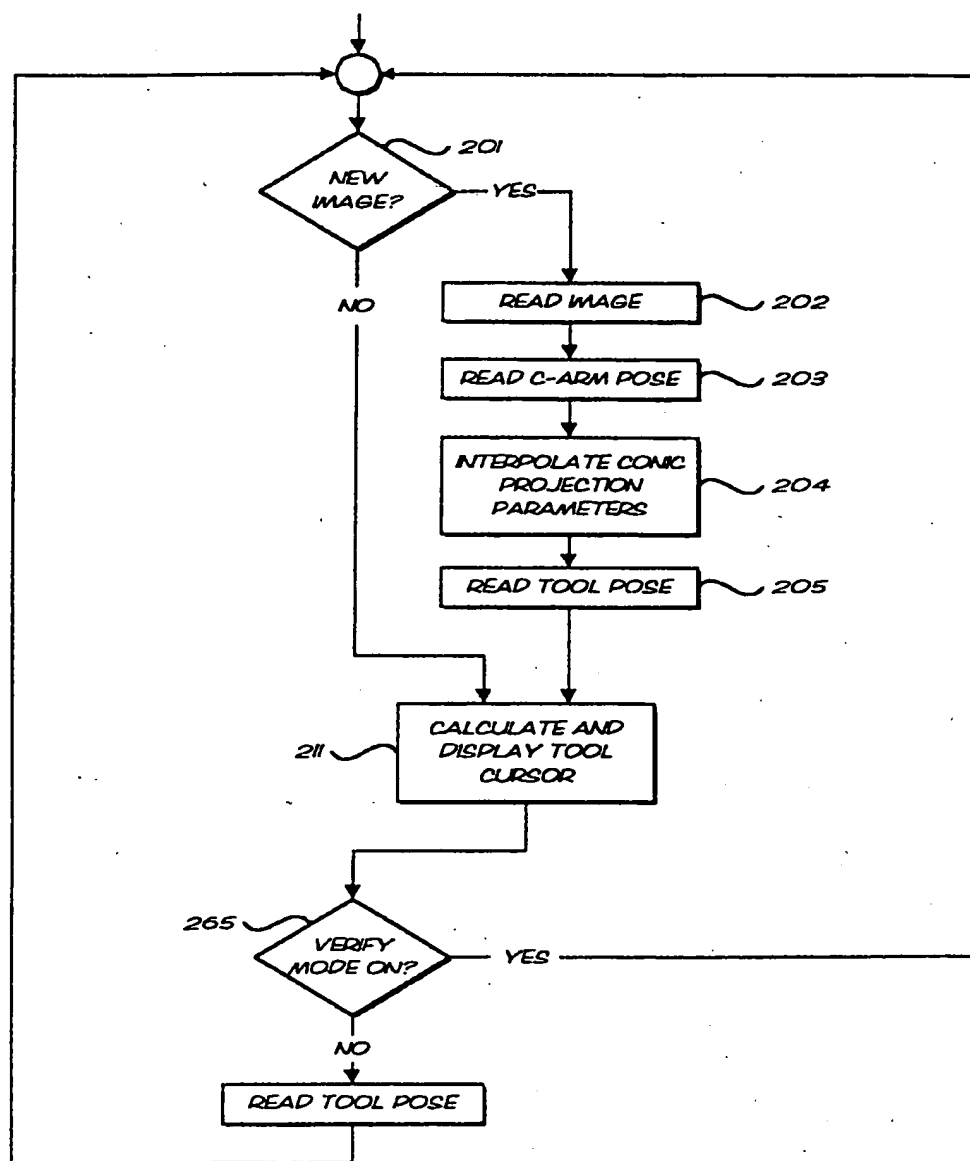 201
NEW
IMAGE?
YES
NO
READ IMAGE
202
READ C-ARM POSE
203
INTERPOLATE CONIC
PROJECTION
PARAMETERS
204
READ TOOL POSE
205
CALCULATE AND
DISPLAY TOOL
CURSOR
211
265
VERIFY
MODE ON?
YES
NO
READ TOOL POSE